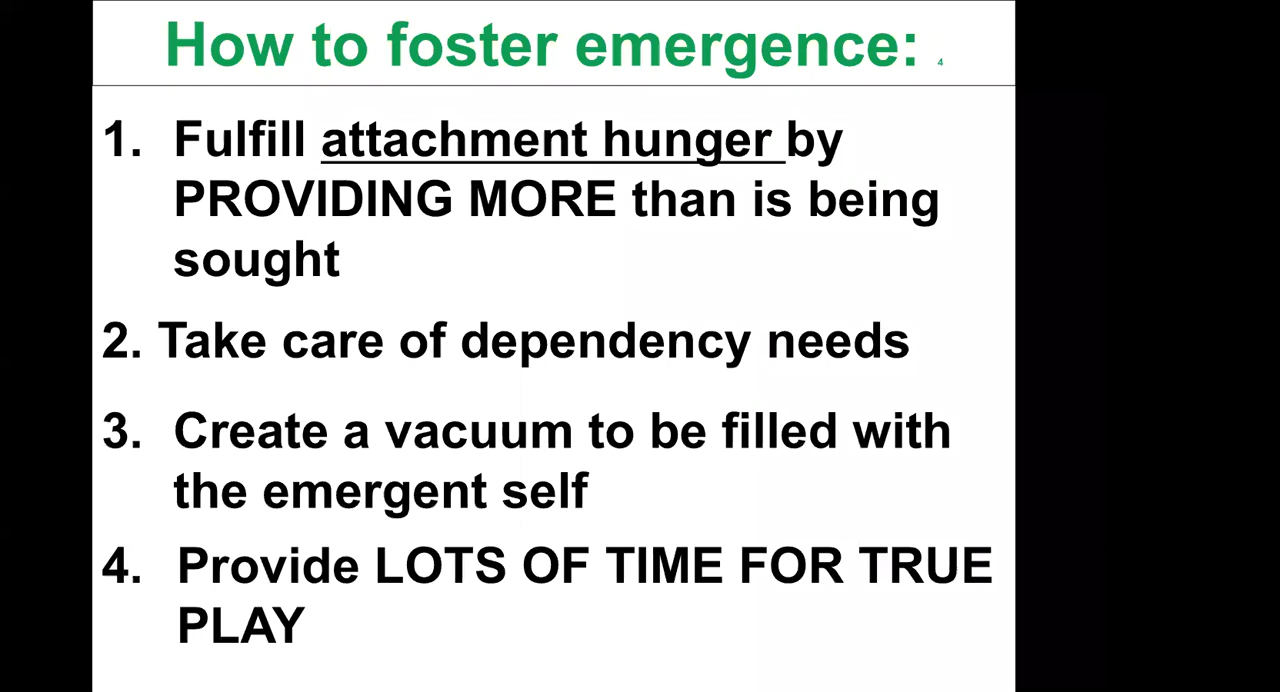 How to foster emergence: 4
1. Fulfill attachment hunger by
PROVIDING MORE than is being
sought
2. Take care of dependency needs
3. Create a vacuum to be filled with
the emergent self
4. Provide LOTS OF TIME FOR TRUE
PLAY